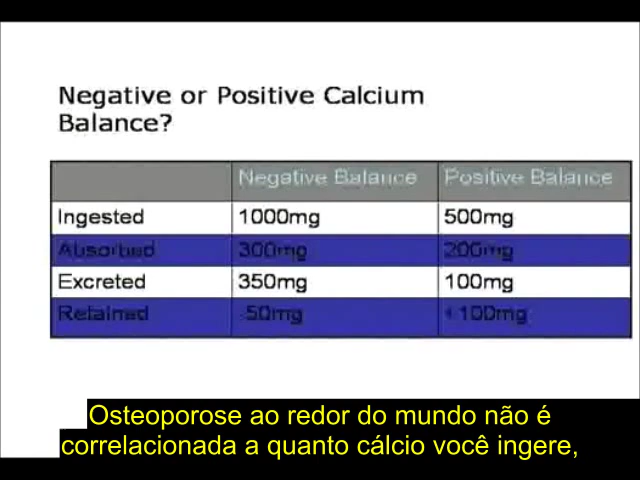 Negative or Positive Calcium
Balance?
Negative Balance Positive Balance
Ingested 1000mg 500mg
Absorbed 300mg 200mg
Excreted 350mg 100mg
Retained -50mg +100mg
Osteoporose ao redor do mundo não é
correlacionada a quanto cálcio você ingere,